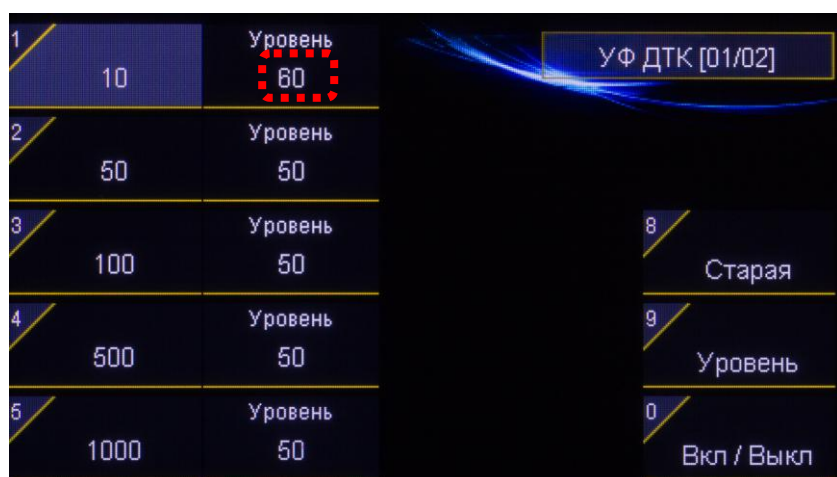 УФ ДТК [01/02]
1
10
Уровень
60
2
50
Уровень
50
3
100
Уровень
50
4
500
Уровень
50
5
1000
Уровень
50
8
Старая
9
Уровень
0
Вкл / Выкл